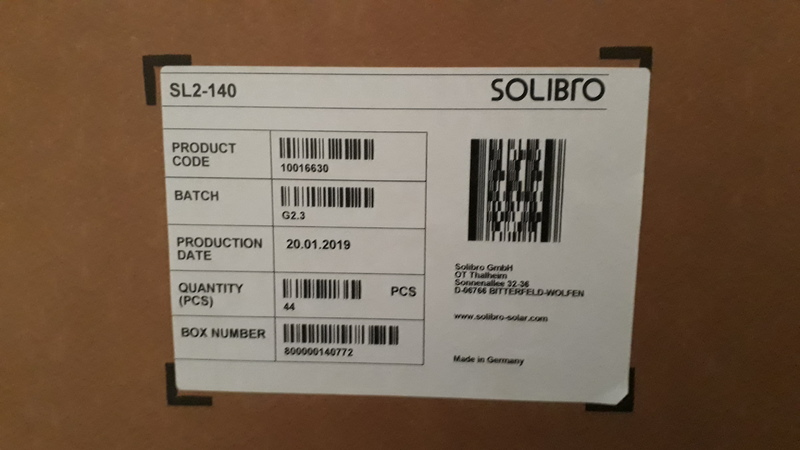 SL2-140
SOLIBRO
PRODUCT
CODE
10016630
BATCH
G2.3
PRODUCTION
DATE
20.01.2019
QUANTITY
(PCS)
PCS
44
BOX NUMBER
800000140772
Solibro GmbH
OT Thalheim
Sonnenallee 32-36
D-06766 BITTERFELD-WOLFEN
www.solibro-solar.com
Made in Germany